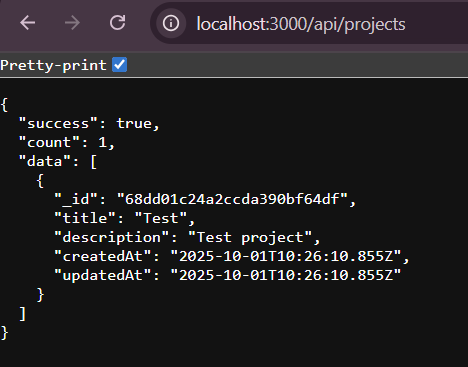 localhost:3000/api/projects
Pretty-print
{
  "success": true,
  "count": 1,
  "data": [
    {
      "_id": "68dd01c24a2ccda390bf64df",
      "title": "Test",
      "description": "Test project",
      "createdAt": "2025-10-01T10:26:10.855Z",
      "updatedAt": "2025-10-01T10:26:10.855Z"
    }
  ]
}